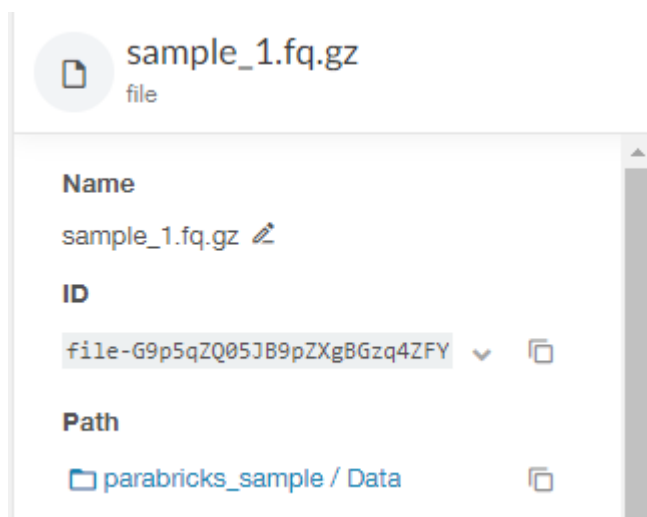 sample_1.fq.gz
file
Name
sample_1.fq.gz
ID
file-G9p5qZQ05JB9pZXgBGzq4ZFY
Path
parabricks_sample / Data